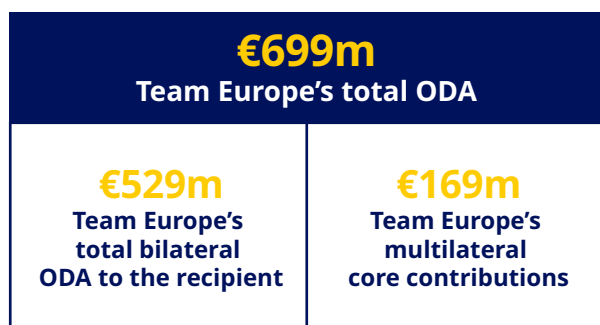 €699m
Team Europe's total ODA
€529m
Team Europe's
total bilateral
ODA to the recipient
€169m
Team Europe's
multilateral
core contributions